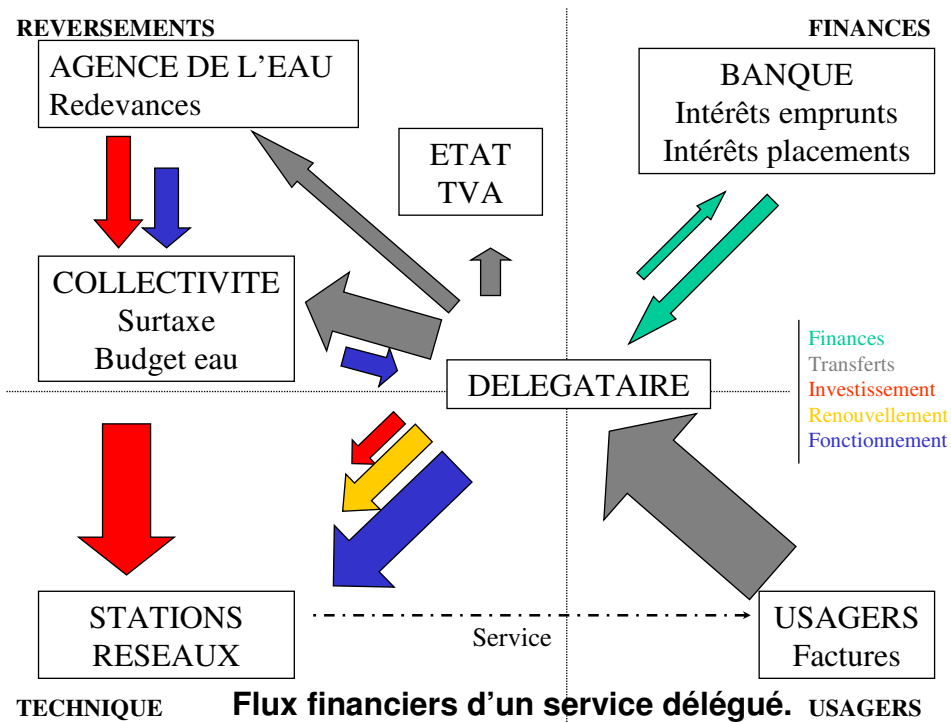 REVERSEMENTS
FINANCES
AGENCE DE L'EAU
Redevances
BANQUE
Intérêts emprunts
Intérêts placements
ETAT
TVA
COLLECTIVITE
Surtaxe
Budget eau
DELEGATAIRE
Finances
Transferts
Investissement
Renouvellement
Fonctionnement
STATIONS
RESEAUX
Service
USAGERS
Factures
TECHNIQUE
Flux financiers d'un service délégué.
USAGERS